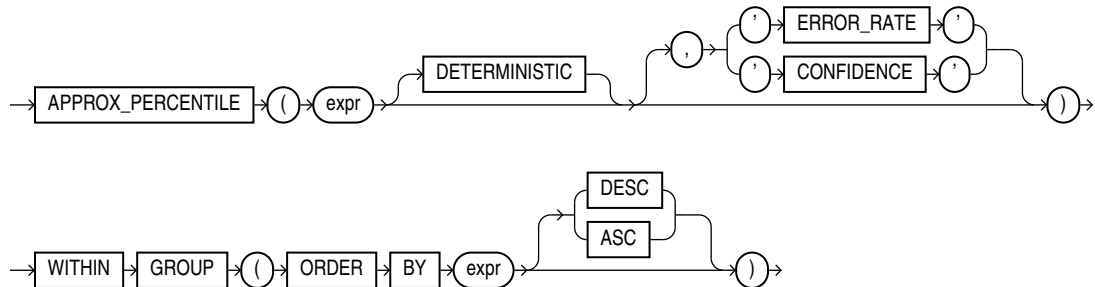 ' ERROR_RATE '
DETERMINISTIC , ' CONFIDENCE '
APPROX_PERCENTILE ( expr )
DESC
ASC
WITHIN GROUP ( ORDER BY expr )